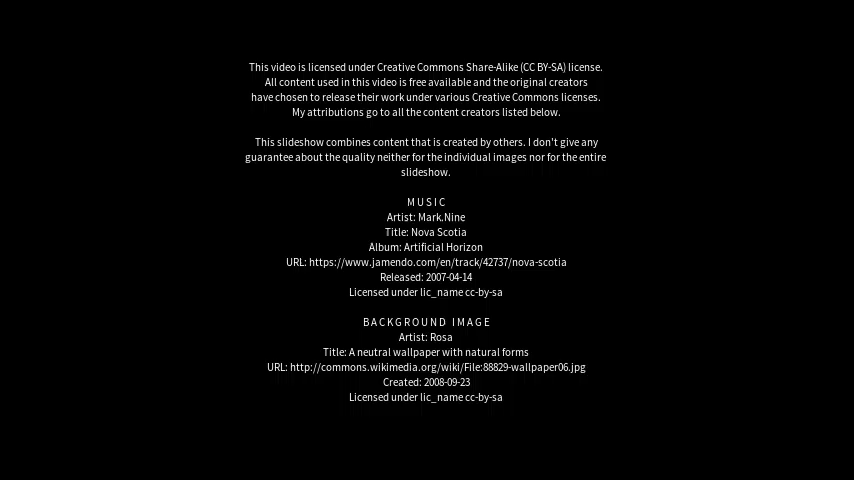 This video is licensed under Creative Commons Share-Alike (CC BY-SA) license.
All content used in this video is free available and the original creators
have chosen to release their work under various Creative Commons licenses.
My attributions go to all the content creators listed below.
This slideshow combines content that is created by others. I don't give any
guarantee about the quality neither for the individual images nor for the entire
slideshow.
MUSIC
Artist: Mark.Nine
Title: Nova Scotia
Album: Artificial Horizon
URL: https://www.jamendo.com/en/track/42737/nova-scotia
Released: 2007-04-14
Licensed under lic_name cc-by-sa
BACKGROUND IMAGE
Artist: Rosa
Title: A neutral wallpaper with natural forms
URL: http://commons.wikimedia.org/wiki/File:88829-wallpaper06.jpg
Created: 2008-09-23
Licensed under lic_name cc-by-sa